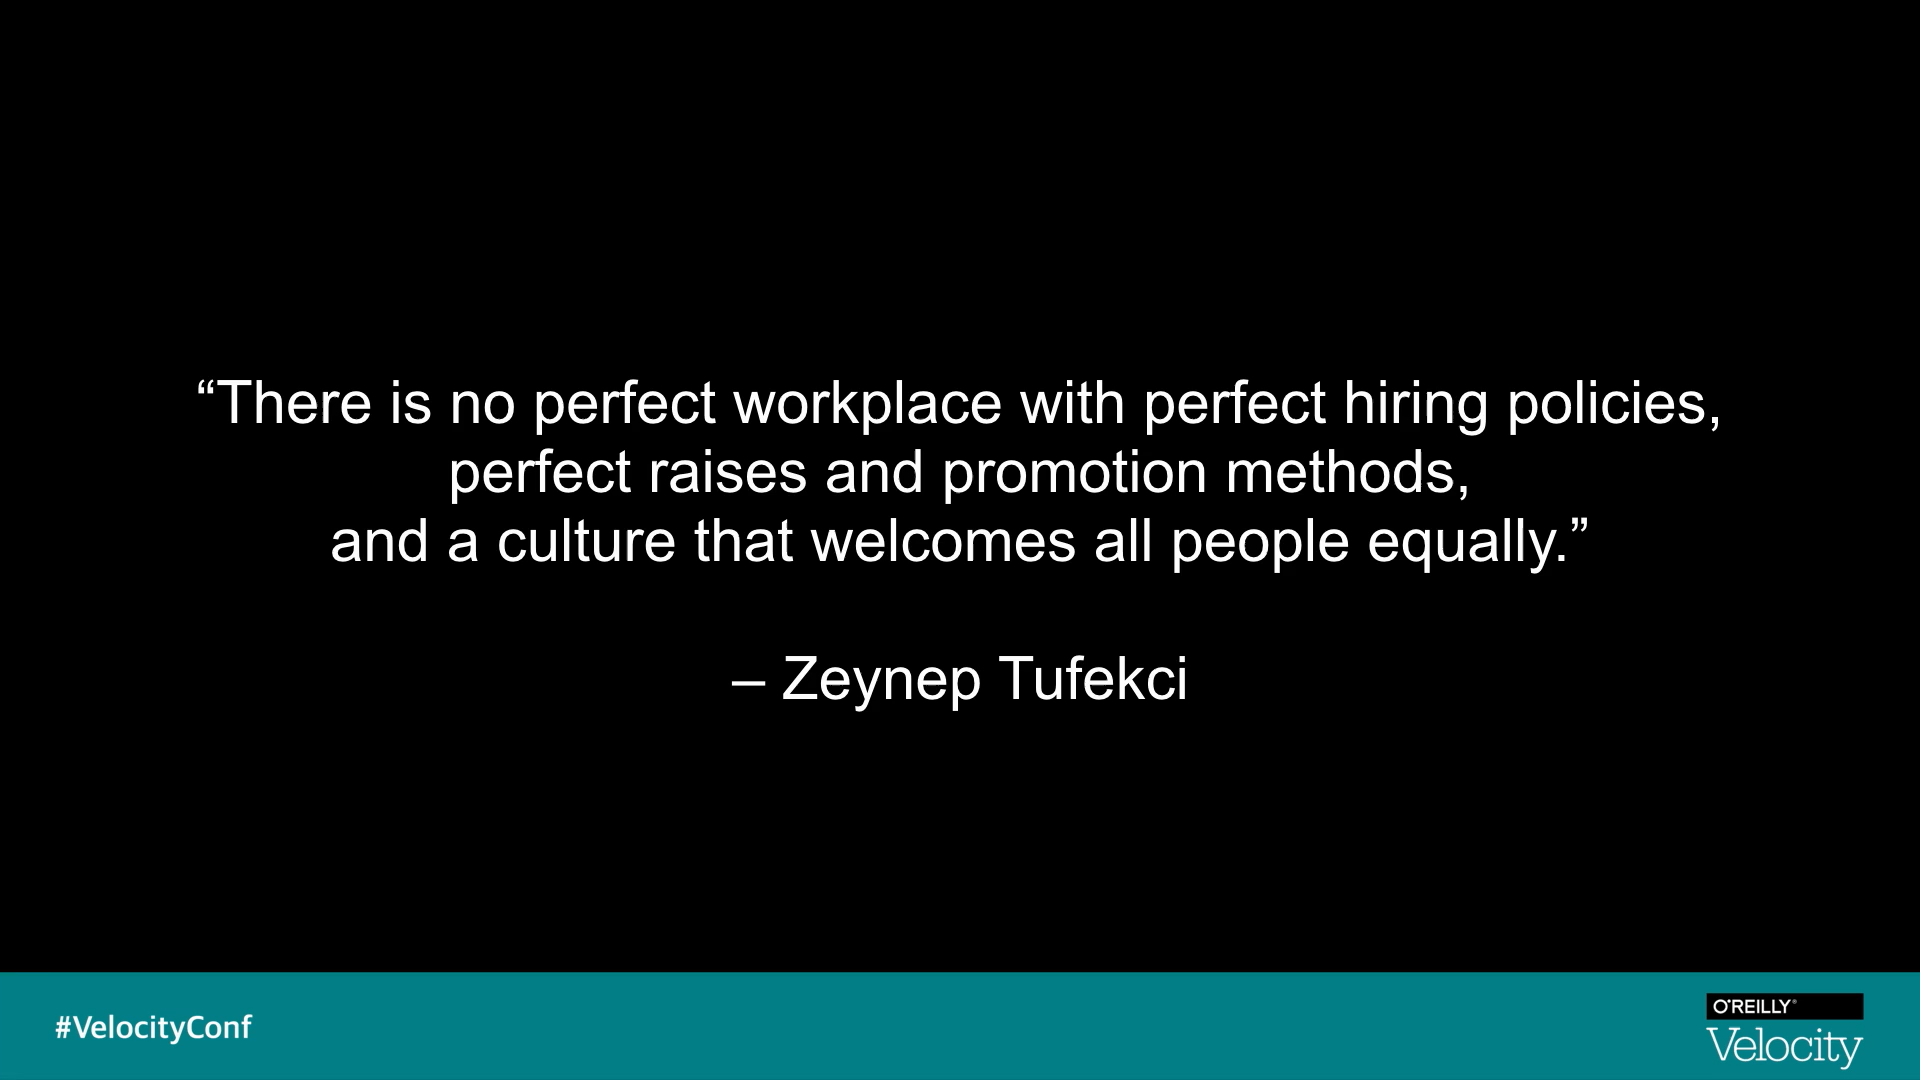 “There is no perfect workplace with perfect hiring policies,
perfect raises and promotion methods,
and a culture that welcomes all people equally.”
– Zeynep Tufekci
#VelocityConf
O'REILLY®
Velocity